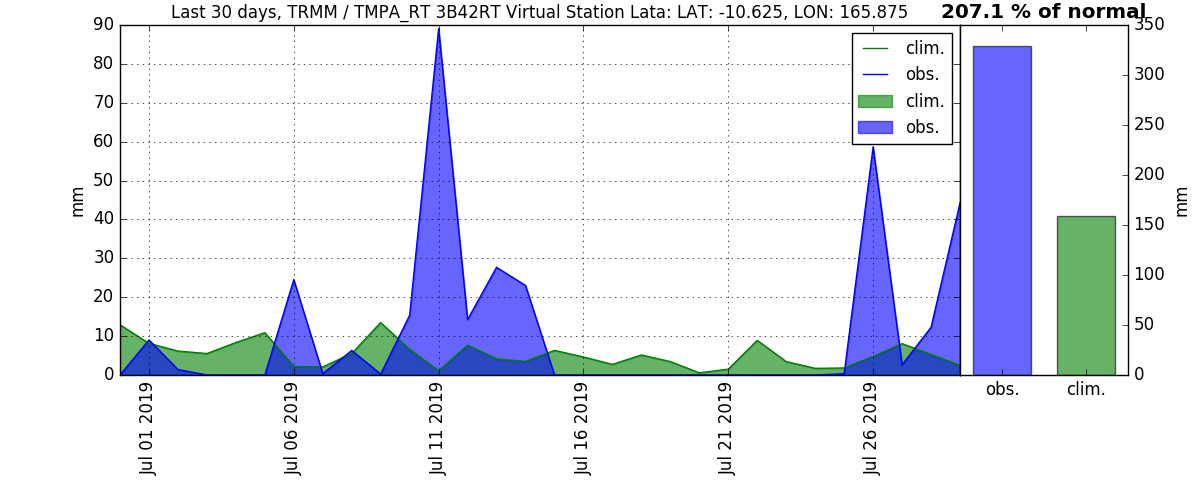 Last 30 days, TRMM / TMPA_RT 3B42RT Virtual Station Lata: LAT: -10.625, LON: 165.875
207.1 % of normal
90
80
70
60
50
40
30
20
10
0
mm
clim.
obs.
clim.
obs.
350
300
250
200
150
100
50
0
mm
Jul 01 2019
Jul 06 2019
Jul 11 2019
Jul 16 2019
Jul 21 2019
Jul 26 2019
obs.
clim.